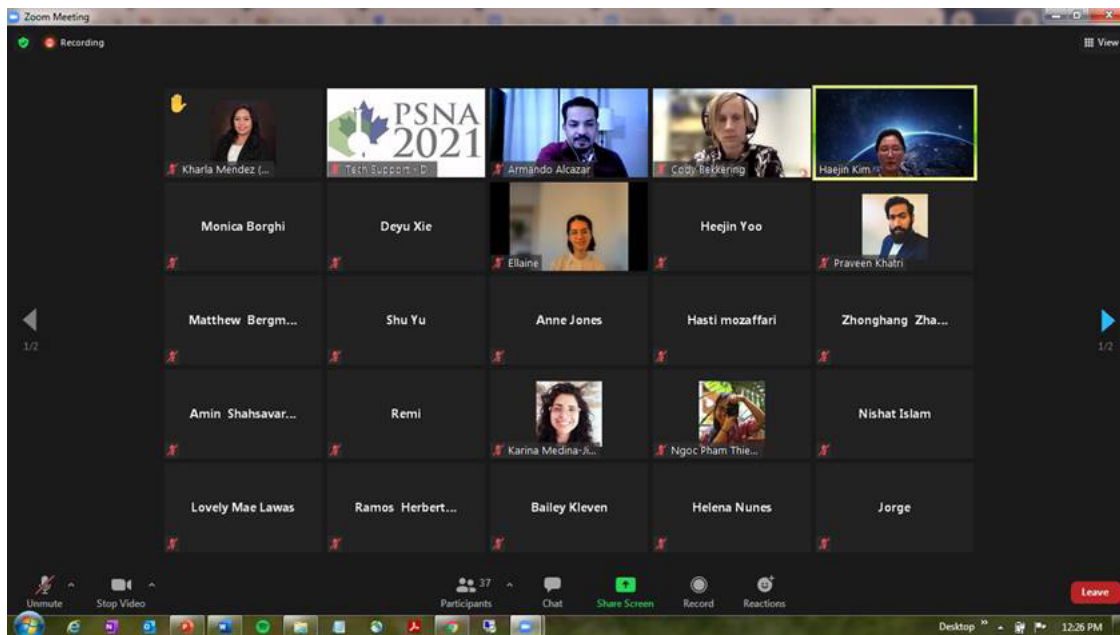 Zoom Meeting
Recording
View
Kharla Mendez (...
PSNA
2021
Tech Support - D...
Armando Alcazar
Cody Bekkering
Haejin Kim
Monica Borghi
Deyu Xie
Ellaine
Heejin Yoo
Praveen Khatri
Matthew Bergm...
Shu Yu
Anne Jones
Hasti mozaffari
Zhonghang Zha...
1/2
1/2
Amin Shahsavar...
Remi
Karina Medina-Ji...
Ngoc Pham Thie...
Nishat Islam
Lovely Mae Lawas
Ramos Herbert...
Bailey Kleven
Helena Nunes
Jorge
Unmute
Stop Video
37
Participants
Chat
Share Screen
Record
Reactions
Leave
Desktop
12:26 PM